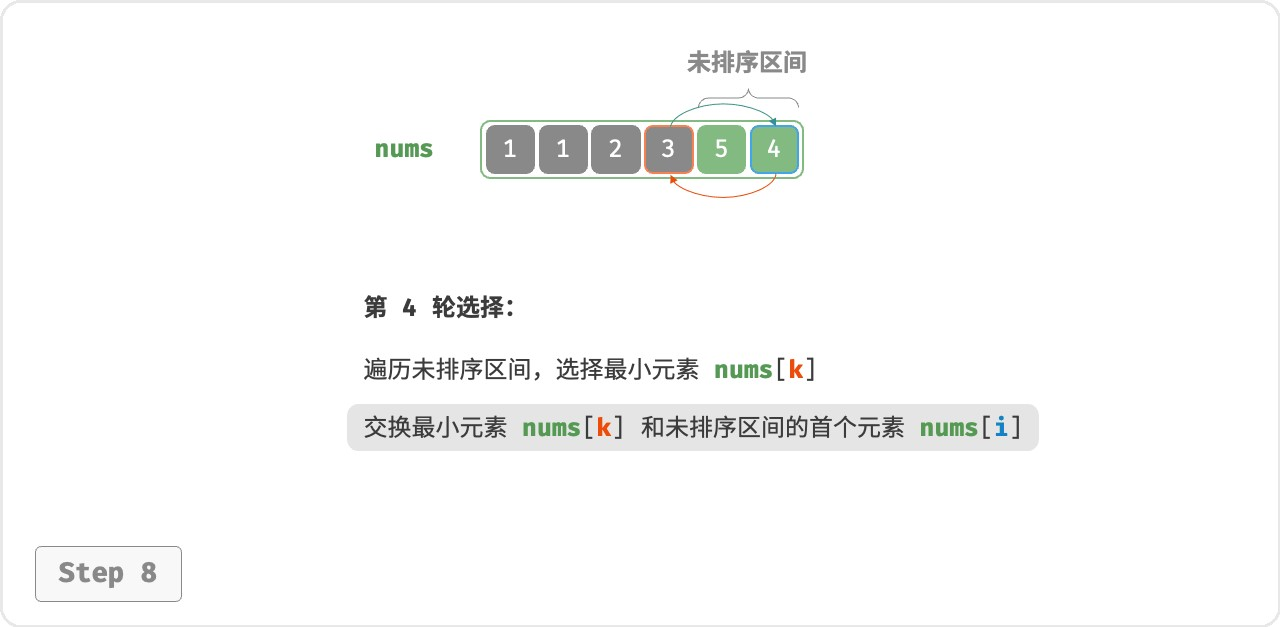 未排序区间
nums 1 1 2 3 5 4
第 4 轮选择：
遍历未排序区间，选择最小元素 nums[k]
交换最小元素 nums[k] 和未排序区间的首个元素 nums[i]
Step 8